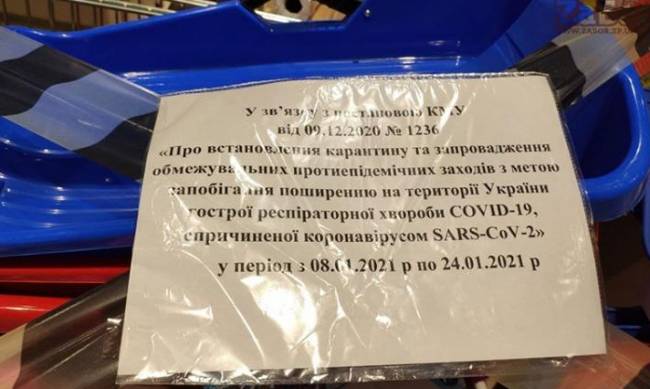 У зв'язку з постановою КМУ
від 09.12.2020 № 1236
«Про встановлення карантину та запровадження
обмежувальних протиепідемічних заходів з метою
запобігання поширенню на території України
гострої респіраторної хвороби COVID-19,
спричиненої коронавірусом SARS-CoV-2»
у період з 08.01.2021 р по 24.01.2021 р